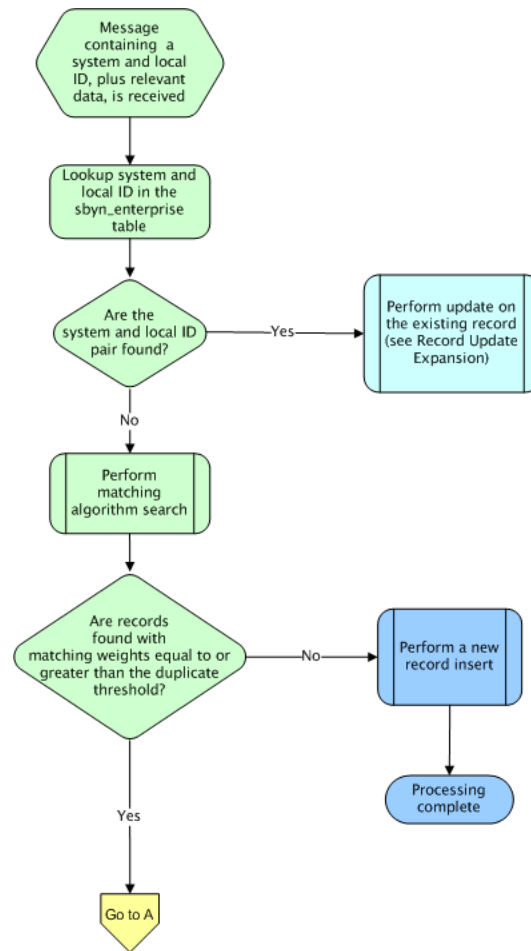 Message
containing a
system and local
ID, plus relevant
data, is received
Lookup system and
local ID in the
sbyn_enterprise
table
Are the
system and local ID
pair found?
Yes
Perform update on
the existing record
(see Record Update
Expansion)
No
Perform
matching
algorithm search
Are records
found with
matching weights equal to or
greater than the duplicate
threshold?
No
Perform a new
record insert
Processing
complete
Yes
Go to A